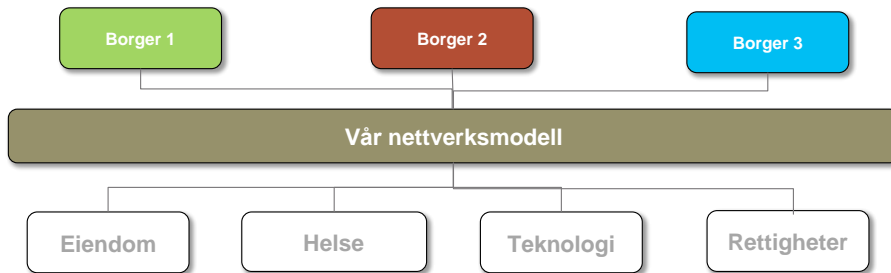 Borger 1
Borger 2
Borger 3
Vår nettverksmodell
Eiendom
Helse
Teknologi
Rettigheter